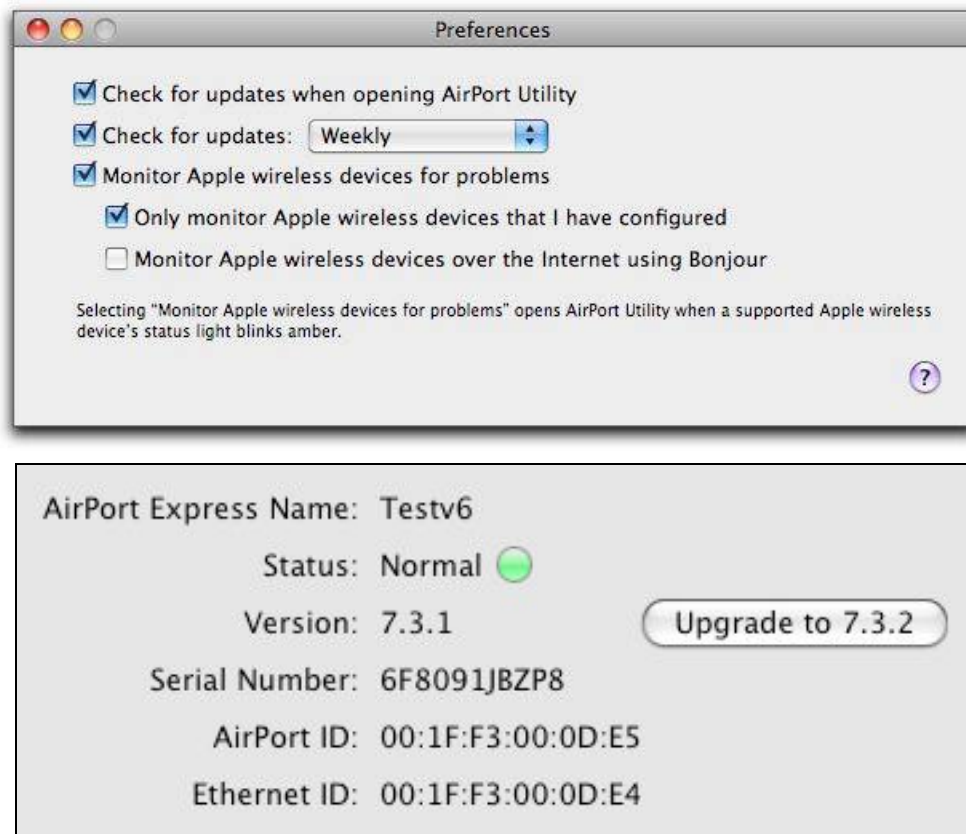 Preferences
Check for updates when opening AirPort Utility
Check for updates: Weekly
Monitor Apple wireless devices for problems
Only monitor Apple wireless devices that I have configured
Monitor Apple wireless devices over the Internet using Bonjour
Selecting “Monitor Apple wireless devices for problems” opens AirPort Utility when a supported Apple wireless
device’s status light blinks amber.
?
AirPort Express Name: Testv6
Status: Normal
Version: 7.3.1 Upgrade to 7.3.2
Serial Number: 6F8091JBZP8
AirPort ID: 00:1F:F3:00:0D:E5
Ethernet ID: 00:1F:F3:00:0D:E4